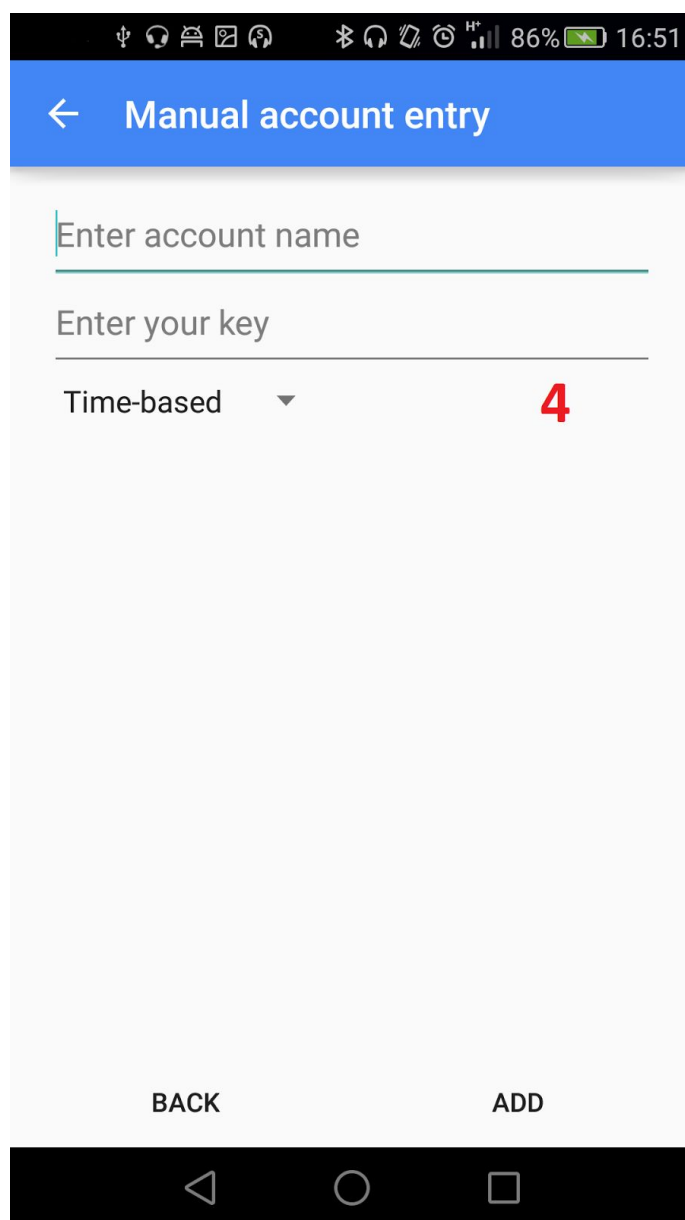 H+ 86% 16:51
Manual account entry
Enter account name
Enter your key
Time-based 4
BACK ADD